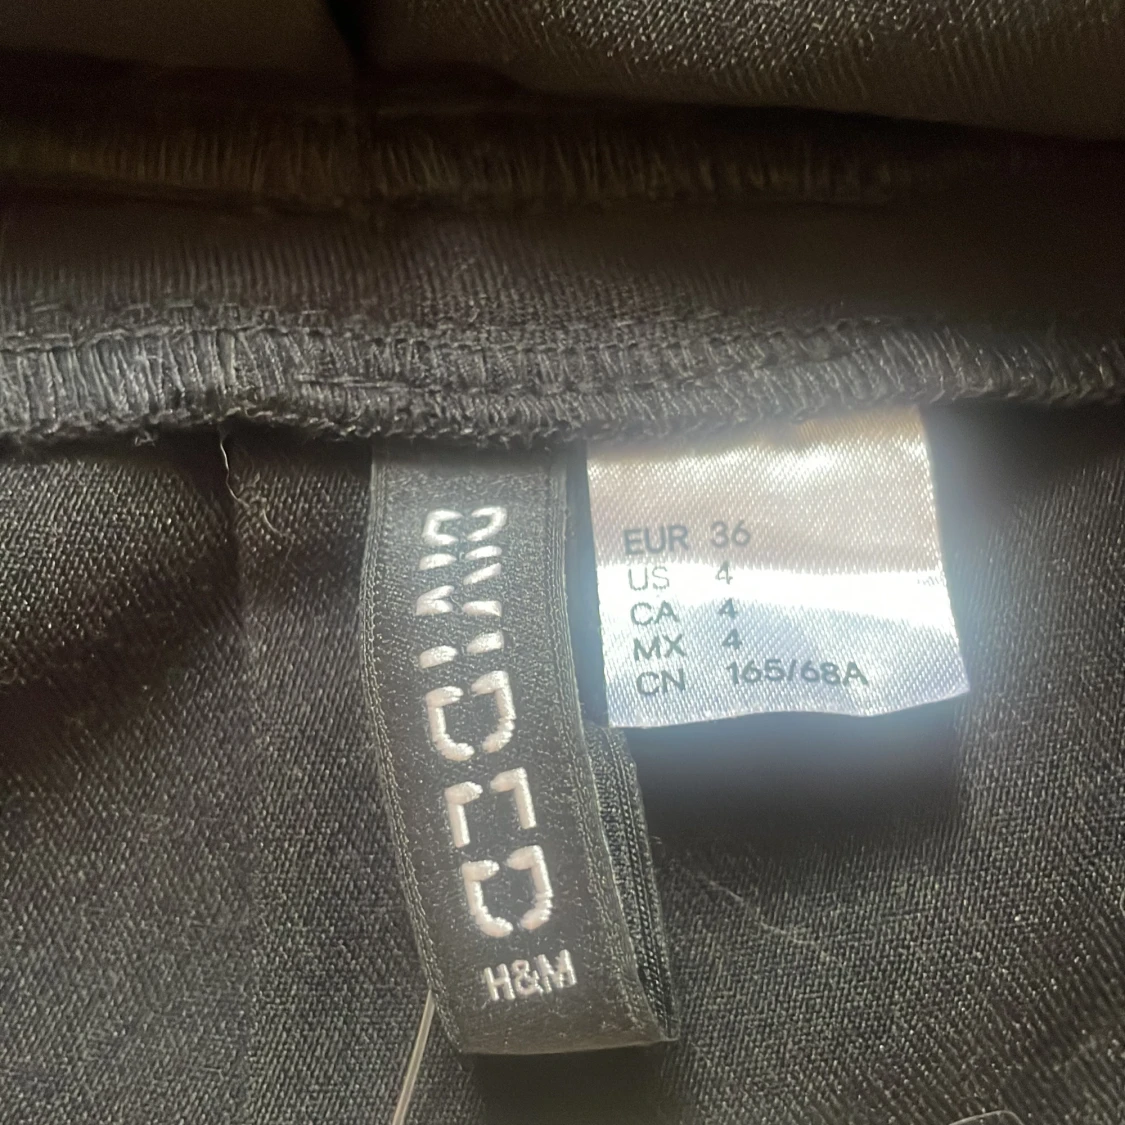 DIVIDED
H&M
EUR 36
US 4
CA 4
MX 4
CN 165/68A